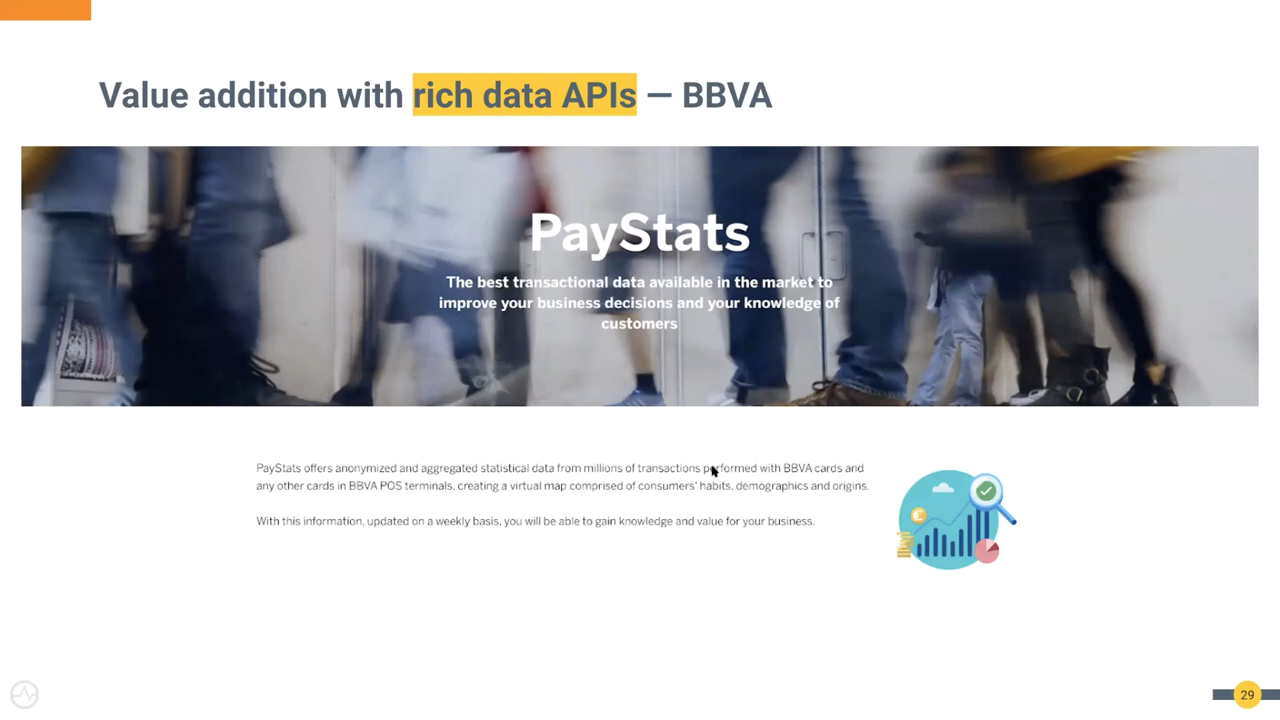 Value addition with rich data APIs — BBVA
PayStats
The best transactional data available in the market to
improve your business decisions and your knowledge of
customers
PayStats offers anonymized and aggregated statistical data from millions of transactions performed with BBVA cards and
any other cards in BBVA POS terminals, creating a virtual map comprised of consumers' habits, demographics and origins.
With this information, updated on a weekly basis, you will be able to gain knowledge and value for your business.
29